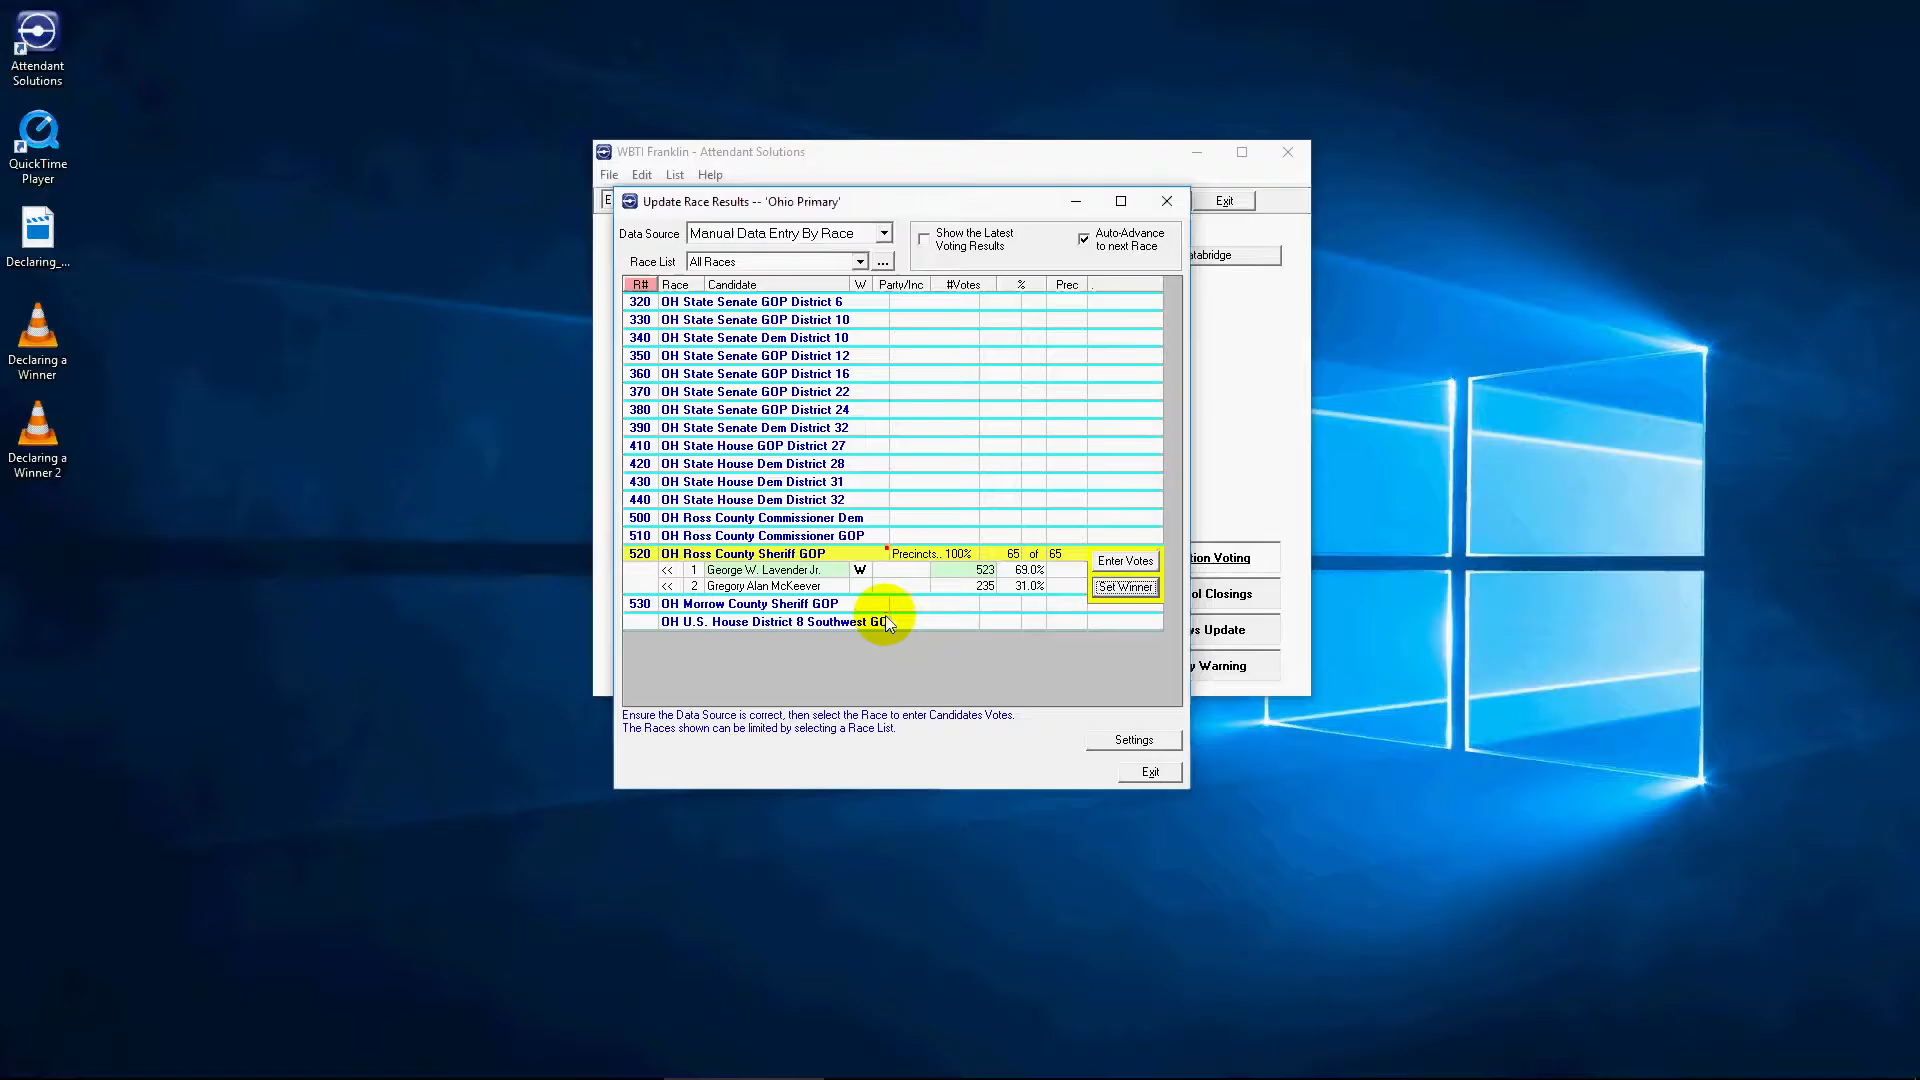 Attendant
Solutions
QuickTime
Player
Declaring_...
Declaring a
Winner
Declaring a
Winner 2
WBTI Franklin - Attendant Solutions
File Edit List Help
E
Exit
Update Race Results -- 'Ohio Primary'
Data Source Manual Data Entry By Race
Show the Latest
Voting Results
Auto-Advance
to next Race
Race List All Races ...
atabridge
R# Race Candidate W Party/Inc #Votes % Prec .
320 OH State Senate GOP District 6
330 OH State Senate GOP District 10
340 OH State Senate Dem District 10
350 OH State Senate GOP District 12
360 OH State Senate GOP District 16
370 OH State Senate GOP District 22
380 OH State Senate GOP District 24
390 OH State Senate Dem District 32
410 OH State House GOP District 27
420 OH State House Dem District 28
430 OH State House Dem District 31
440 OH State House Dem District 32
500 OH Ross County Commissioner Dem
510 OH Ross County Commissioner GOP
520 OH Ross County Sheriff GOP Precincts.. 100% 65 of 65
<< 1 George W. Lavender Jr. W 523 69.0%
<< 2 Gregory Alan McKeever 235 31.0%
Enter Votes
Set Winner
530 OH Morrow County Sheriff GOP
OH U.S. House District 8 Southwest GO
tion Voting
ol Closings
ws Update
y Warning
Ensure the Data Source is correct, then select the Race to enter Candidates Votes.
The Races shown can be limited by selecting a Race List.
Settings
Exit